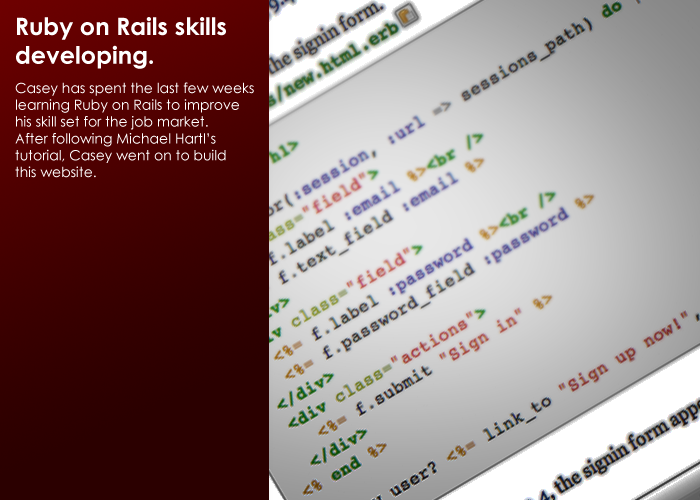 Ruby on Rails skills
developing.
Casey has spent the last few weeks
learning Ruby on Rails to improve
his skill set for the job market.
After following Michael Hartl's
tutorial, Casey went on to build
this website.
the signin form.
s/new.html.erb
h1>
or(:session, :url => sessions_path) do
ass="field">
f.label :email %><br />
f.text_field :email %>
iv>
v class="field">
<%= f.label :password %><br />
<%= f.password_field :password %>
</div>
<div class="actions">
<%= f.submit "Sign in" %>
</div>
<% end %>
user? <%= link_to "Sign up now!",
.4, the signin form appe